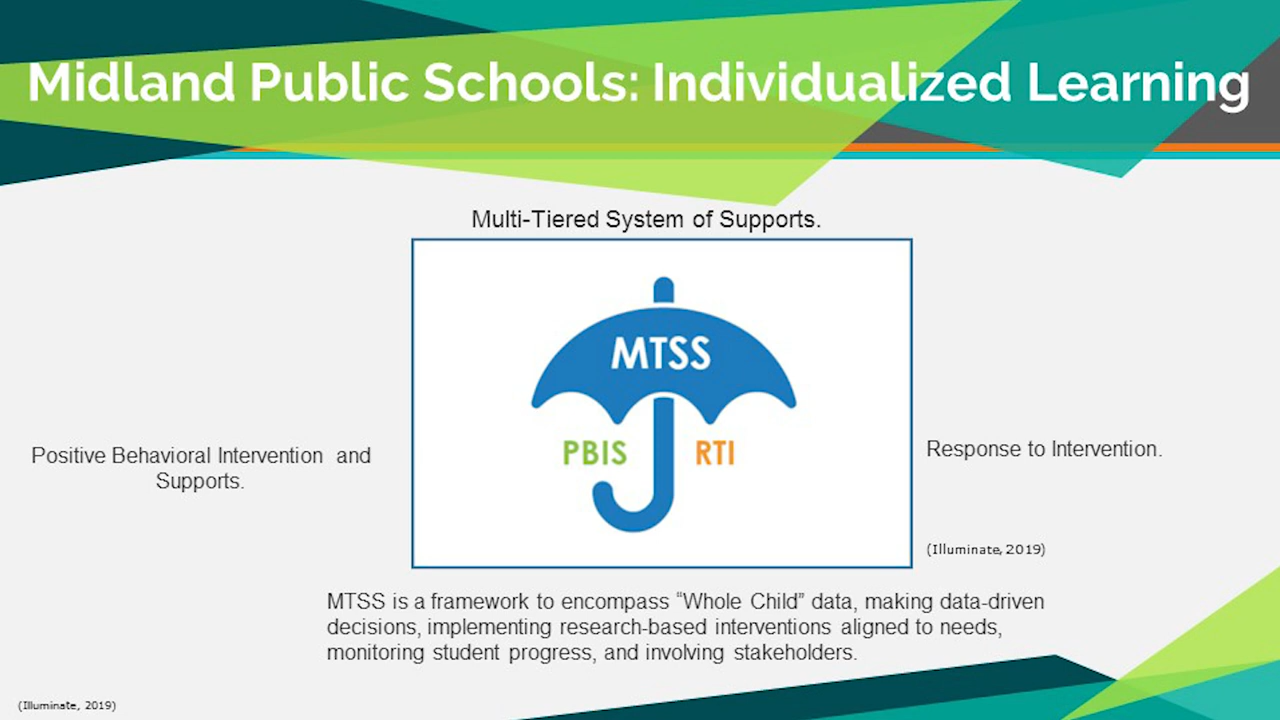 Midland Public Schools: Individualized Learning
Multi-Tiered System of Supports.
MTSS
PBIS RTI
Positive Behavioral Intervention and
Supports.
Response to Intervention.
(Illuminate, 2019)
MTSS is a framework to encompass “Whole Child” data, making data-driven
decisions, implementing research-based interventions aligned to needs,
monitoring student progress, and involving stakeholders.
(Illuminate, 2019)